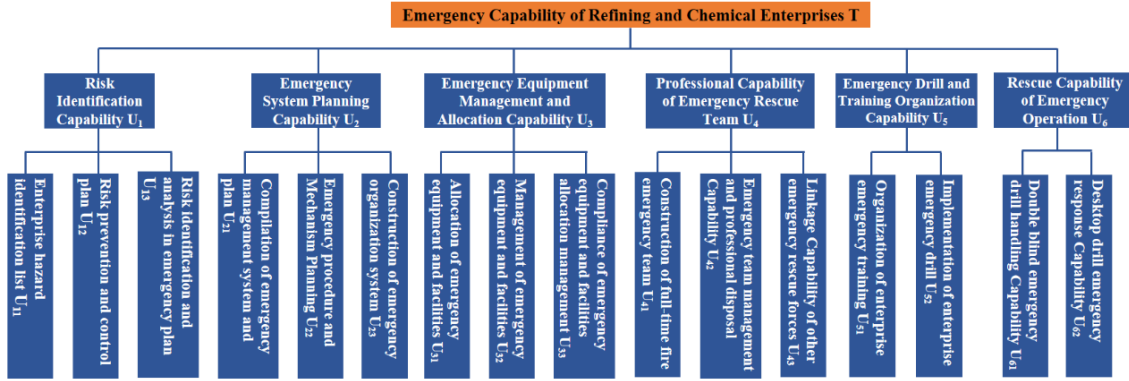 Emergency Capability of Refining and Chemical Enterprises T
Risk
Identification
Capability U₁
Emergency
System Planning
Capability U₂
Emergency Equipment
Management and
Allocation Capability U₃
Professional Capability
of Emergency Rescue
Team U₄
Emergency Drill and
Training Organization
Capability U₅
Rescue Capability
of Emergency
Operation U₆
Enterprise hazard
identification list U₁₁
Risk prevention and control
plan U₁₂
Risk identification and
analysis in emergency plan
U₁₃
Compilation of emergency
management system and
plan U₂₁
Emergency procedure and
Mechanism Planning U₂₂
Construction of emergency
organization system U₂₃
Allocation of emergency
equipment and facilities U₃₁
Management of emergency
equipment and facilities U₃₂
Compliance of emergency
equipment and facilities
allocation management U₃₃
Construction of full-time fire
emergency team U₄₁
Emergency team management
and professional disposal
Capability U₄₂
Linkage Capability of other
emergency rescue forces U₄₃
Organization of enterprise
emergency training U₅₁
Implementation of enterprise
emergency drill U₅₂
Double blind emergency
drill handing Capability U₆₁
Desktop drill emergency
response Capability U₆₂